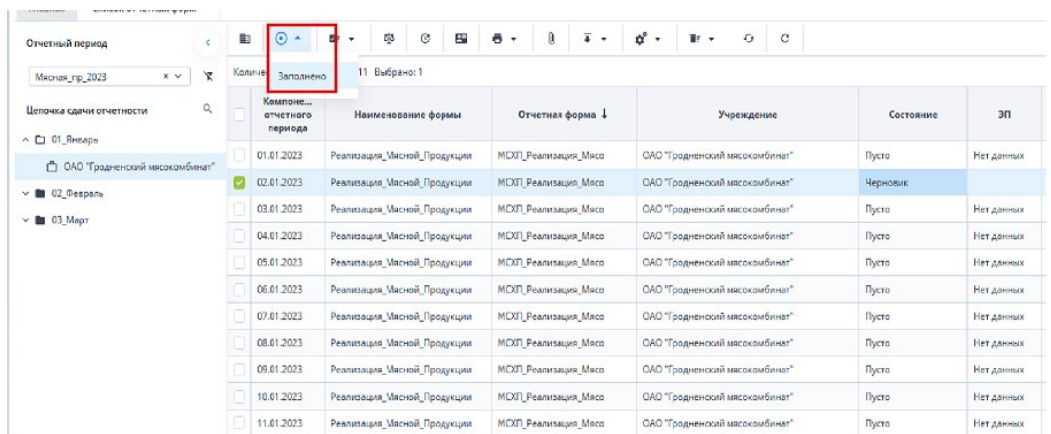 Отчетный период
Мясная_пр_2023
Цепочка сдачи отчетности
01_Январь
ОАО "Гродненский мясокомбинат"
02_Февраль
03_Март
Заполнено
11 Выбрано: 1
Компоне... отчетного периода Наименование формы Отчетная форма ↓ Учреждение Состояние ЭП
01.01.2023 Реализация_Мясной_Продукции МСХП_Реализация_Мясо ОАО "Гродненский мясокомбинат" Пусто Нет данных
02.01.2023 Реализация_Мясной_Продукции МСХП_Реализация_Мясо ОАО "Гродненский мясокомбинат" Черновик
03.01.2023 Реализация_Мясной_Продукции МСХП_Реализация_Мясо ОАО "Гродненский мясокомбинат" Пусто Нет данных
04.01.2023 Реализация_Мясной_Продукции МСХП_Реализация_Мясо ОАО "Гродненский мясокомбинат" Пусто Нет данных
05.01.2023 Реализация_Мясной_Продукции МСХП_Реализация_Мясо ОАО "Гродненский мясокомбинат" Пусто Нет данных
06.01.2023 Реализация_Мясной_Продукции МСХП_Реализация_Мясо ОАО "Гродненский мясокомбинат" Пусто Нет данных
07.01.2023 Реализация_Мясной_Продукции МСХП_Реализация_Мясо ОАО "Гродненский мясокомбинат" Пусто Нет данных
08.01.2023 Реализация_Мясной_Продукции МСХП_Реализация_Мясо ОАО "Гродненский мясокомбинат" Пусто Нет данных
09.01.2023 Реализация_Мясной_Продукции МСХП_Реализация_Мясо ОАО "Гродненский мясокомбинат" Пусто Нет данных
10.01.2023 Реализация_Мясной_Продукции МСХП_Реализация_Мясо ОАО "Гродненский мясокомбинат" Пусто Нет данных
11.01.2023 Реализация_Мясной_Продукции МСХП_Реализация_Мясо ОАО "Гродненский мясокомбинат" Пусто Нет данных